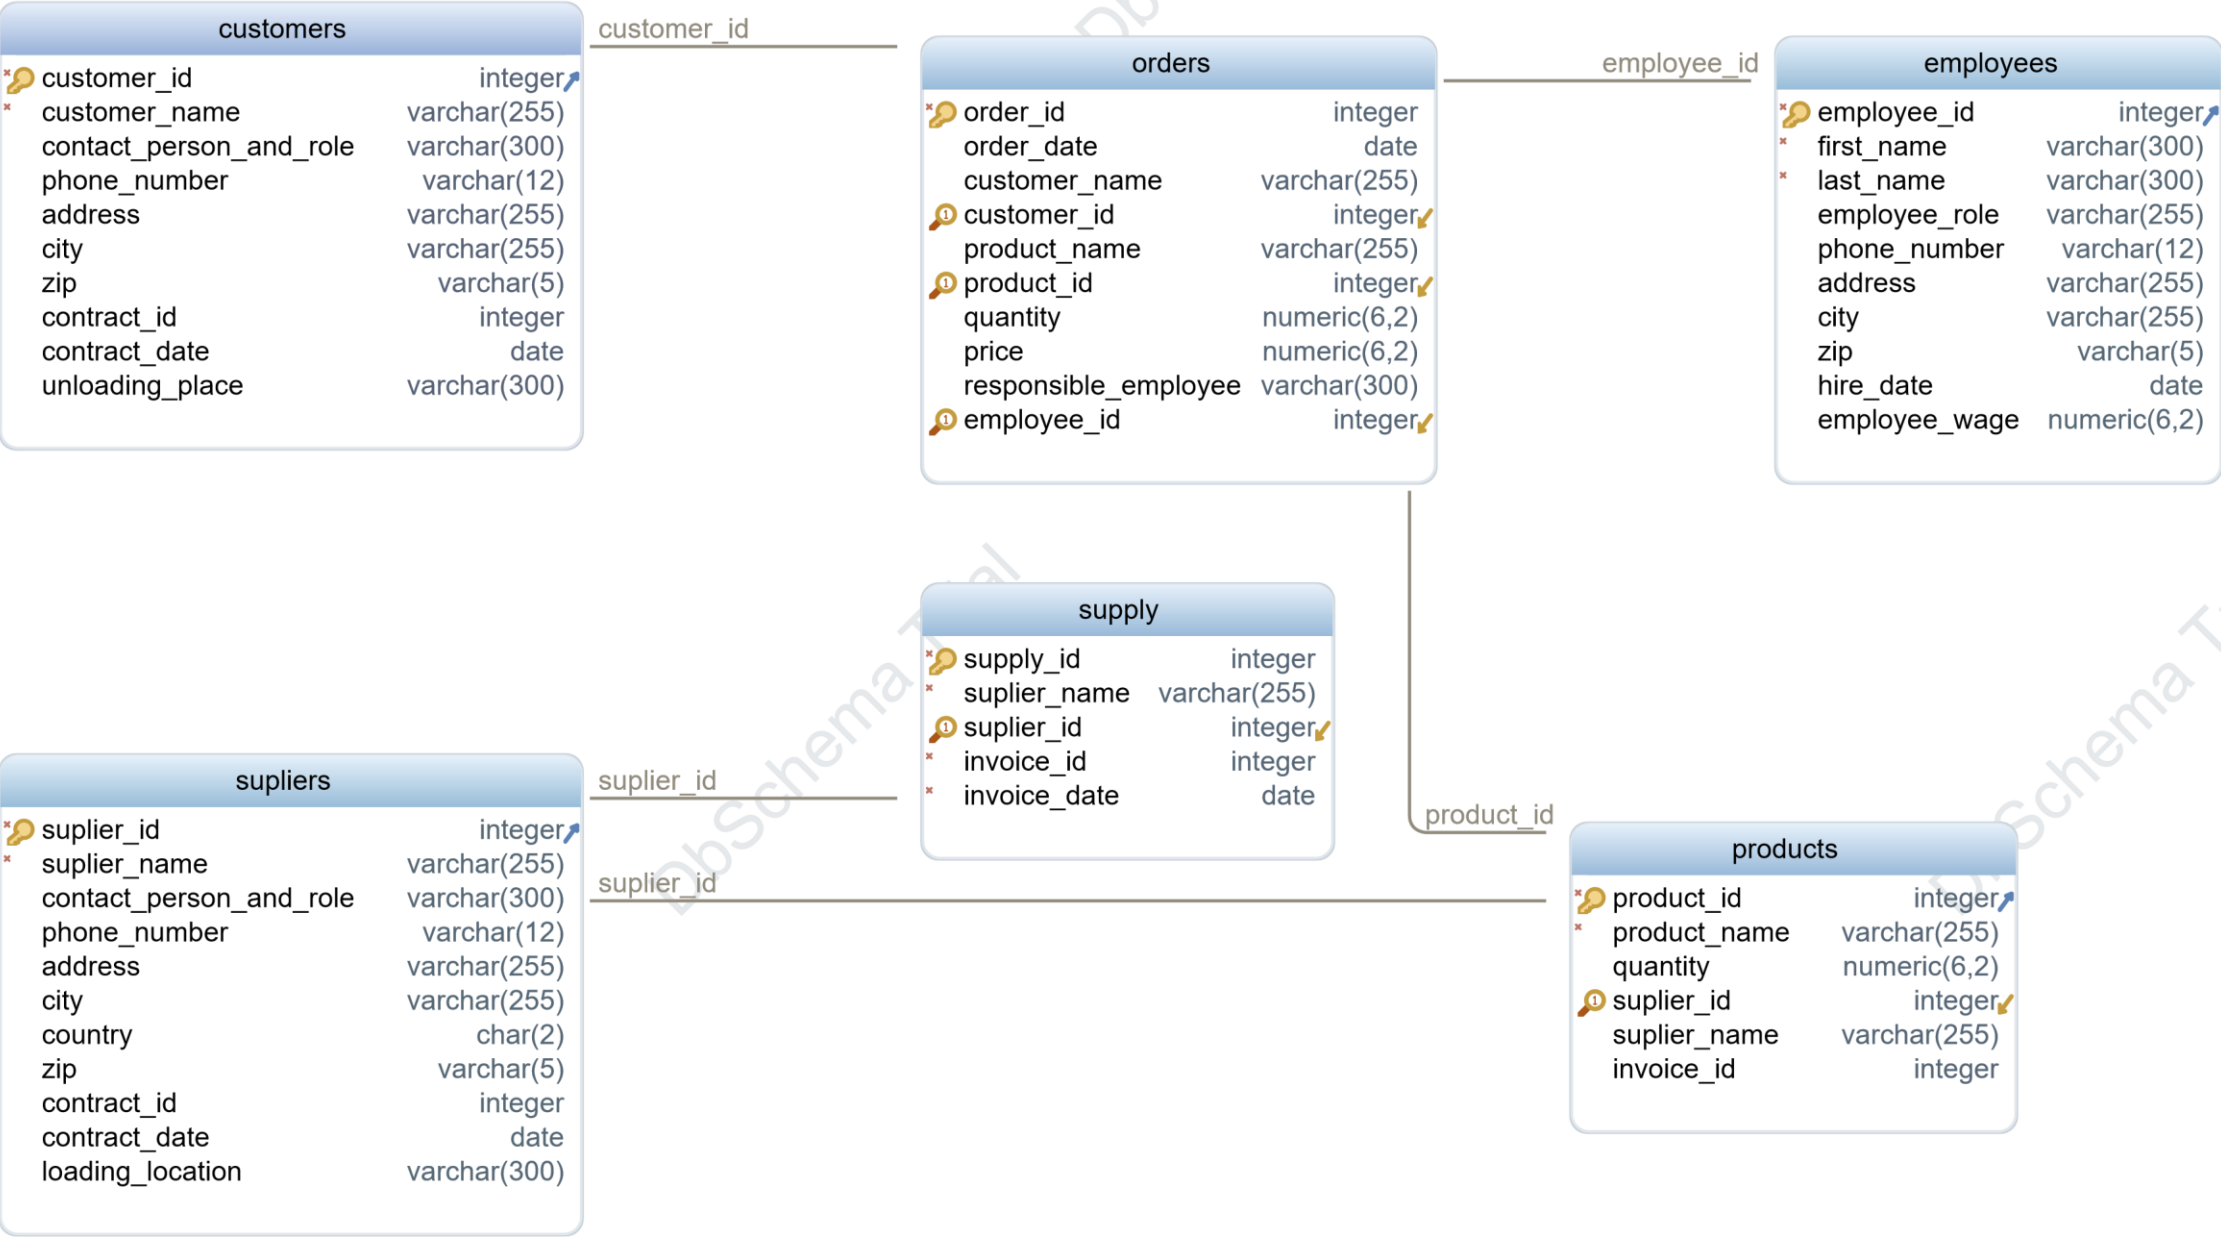 customers
customer_id integer
customer_name varchar(255)
contact_person_and_role varchar(300)
phone_number varchar(12)
address varchar(255)
city varchar(255)
zip varchar(5)
contract_id integer
contract_date date
unloading_place varchar(300)
customer_id
orders
order_id integer
order_date date
customer_name varchar(255)
customer_id integer
product_name varchar(255)
product_id integer
quantity numeric(6,2)
price numeric(6,2)
responsible_employee varchar(300)
employee_id integer
employee_id
employees
employee_id integer
first_name varchar(300)
last_name varchar(300)
employee_role varchar(255)
phone_number varchar(12)
address varchar(255)
city varchar(255)
zip varchar(5)
hire_date date
employee_wage numeric(6,2)
supply
supply_id integer
suplier_name varchar(255)
suplier_id integer
invoice_id integer
invoice_date date
supliers
suplier_id integer
suplier_name varchar(255)
contact_person_and_role varchar(300)
phone_number varchar(12)
address varchar(255)
city varchar(255)
country char(2)
zip varchar(5)
contract_id integer
contract_date date
loading_location varchar(300)
suplier_id
suplier_id
product_id
products
product_id integer
product_name varchar(255)
quantity numeric(6,2)
suplier_id integer
suplier_name varchar(255)
invoice_id integer
Db
DbSchema Trial
DbSchema T